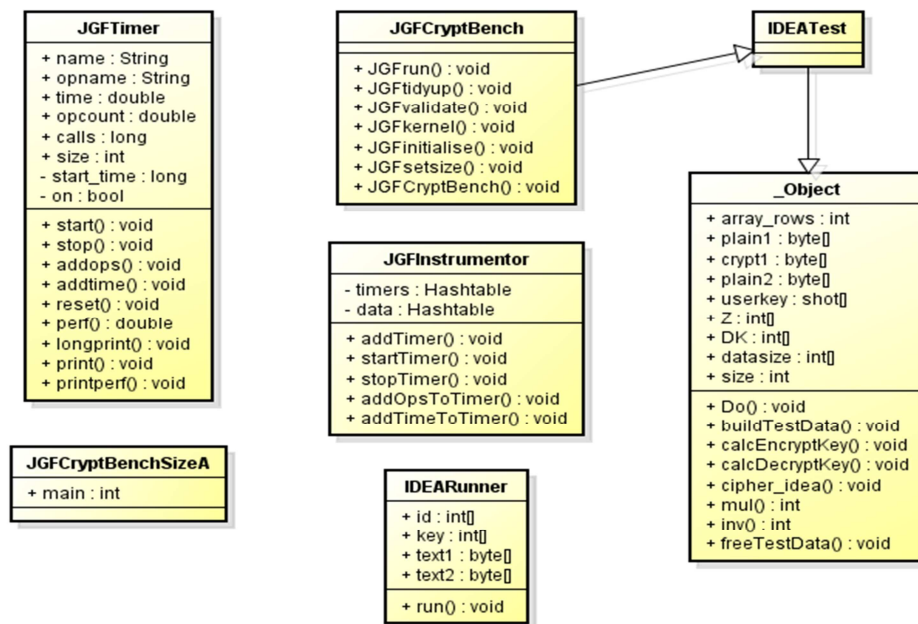 JGFTimer
+ name : String
+ opname : String
+ time : double
+ opcount : double
+ calls : long
+ size : int
- start_time : long
- on : bool
+ start() : void
+ stop() : void
+ addops() : void
+ addtime() : void
+ reset() : void
+ perf() : double
+ longprint() : void
+ print() : void
+ printperf() : void
JGFCryptBench
+ JGFrun() : void
+ JGFtidyup() : void
+ JGFvalidate() : void
+ JGFkernel() : void
+ JGFinitialise() : void
+ JGFsetsize() : void
+ JGFCryptBench() : void
IDEATest
_Object
+ array_rows : int
+ plain1 : byte[]
+ crypt1 : byte[]
+ plain2 : byte[]
+ userkey : shot[]
+ Z : int[]
+ DK : int[]
+ datasize : int[]
+ size : int
+ Do() : void
+ buildTestData() : void
+ calcEncryptKey() : void
+ calcDecryptKey() : void
+ cipher_idea() : void
+ mul() : int
+ inv() : int
+ freeTestData() : void
JGFInstrumentor
- timers : Hashtable
- data : Hashtable
+ addTimer() : void
+ startTimer() : void
+ stopTimer() : void
+ addOpsToTimer() : void
+ addTimeToTimer() : void
JGFCryptBenchSizeA
+ main : int
IDEARunner
+ id : int[]
+ key : int[]
+ text1 : byte[]
+ text2 : byte[]
+ run() : void